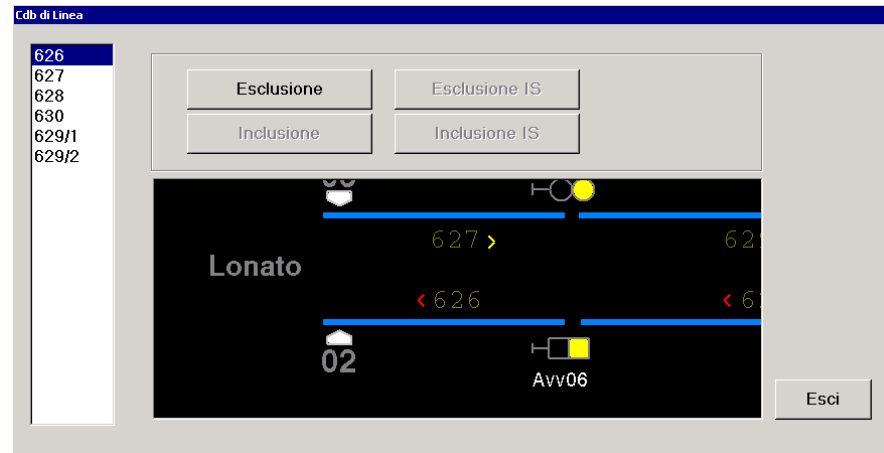 Cdb di Linea
626
627
628
630
629/1
629/2
Esclusione
Esclusione IS
Inclusione
Inclusione IS
627
Lonato
626
02
Avv06
Esci